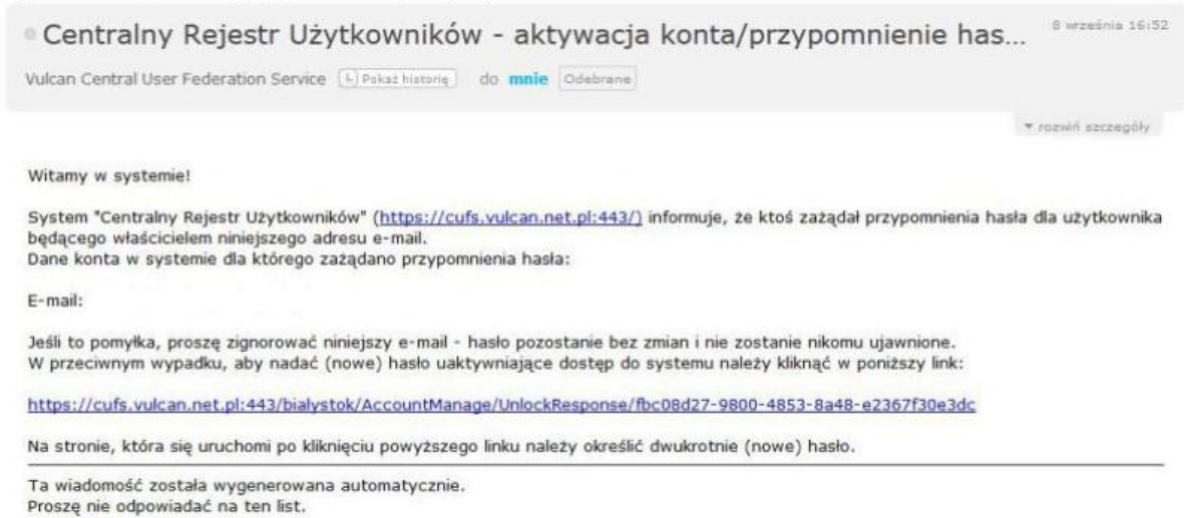 Centralny Rejestr Użytkowników - aktywacja konta/przypomnienie has...
8 września 16:52
Vulcan Central User Federation Service Pokaż historię do mnie Odebrane
rozwiń szczegóły
Witamy w systemie!
System "Centralny Rejestr Użytkowników" (https://cufs.vulcan.net.pl:443/) informuje, że ktoś zażądał przypomnienia hasła dla użytkownika
będącego właścicielem niniejszego adresu e-mail.
Dane konta w systemie dla którego zażądano przypomnienia hasła:
E-mail:
Jeśli to pomyłka, proszę zignorować niniejszy e-mail - hasło pozostanie bez zmian i nie zostanie nikomu ujawnione.
W przeciwnym wypadku, aby nadać (nowe) hasło uaktywniające dostęp do systemu należy kliknąć w poniższy link:
https://cufs.vulcan.net.pl:443/bialystok/AccountManage/UnlockResponse/fbc08d27-9800-4853-8a48-e2367f30e3dc
Na stronie, która się uruchomi po kliknięciu powyższego linku należy określić dwukrotnie (nowe) hasło.
Ta wiadomość została wygenerowana automatycznie.
Proszę nie odpowiadać na ten list.